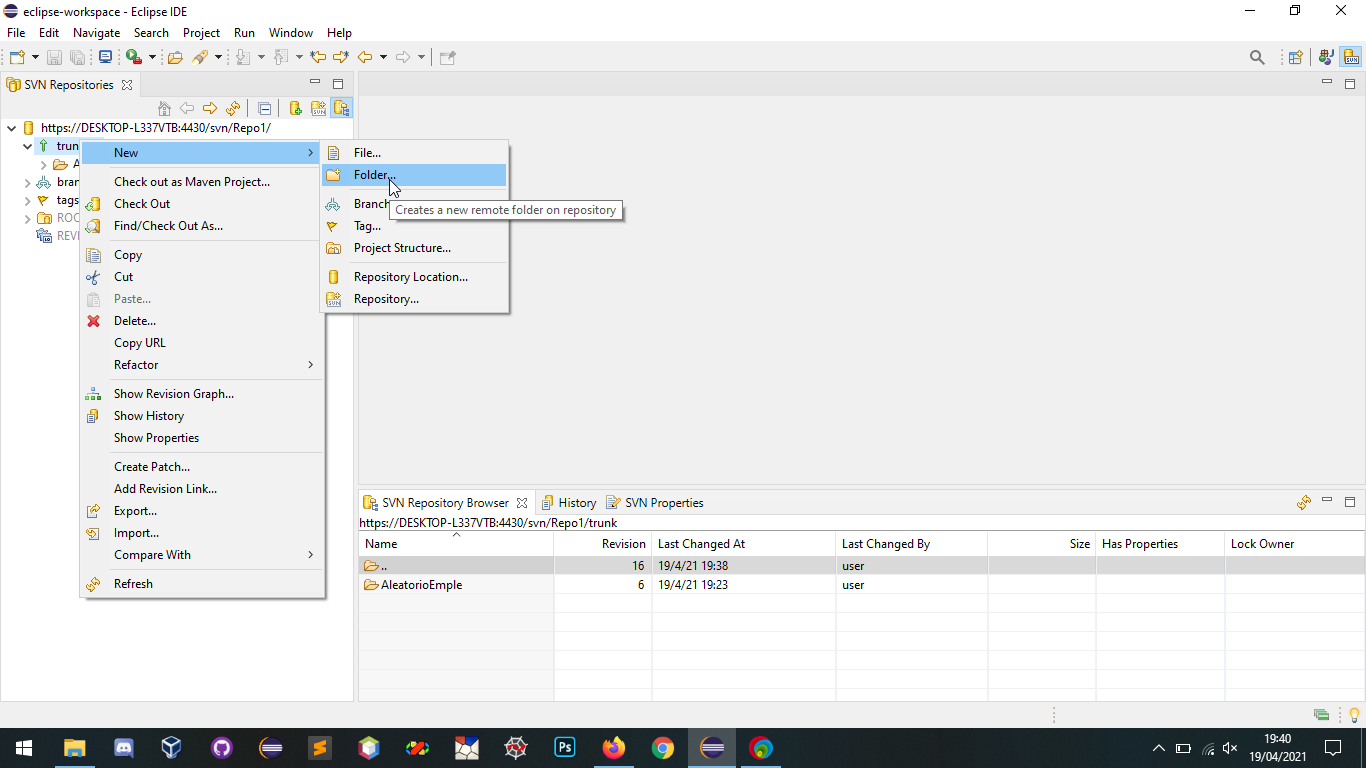 eclipse-workspace - Eclipse IDE
File Edit Navigate Search Project Run Window Help
SVN Repositories
https://DESKTOP-L337VTB:4430/svn/Repo1/
trun
A
bran
tags
ROO
REVI
New
Check out as Maven Project...
Check Out
Find/Check Out As...
Copy
Cut
Paste...
Delete...
Copy URL
Refactor
Show Revision Graph...
Show History
Show Properties
Create Patch...
Add Revision Link...
Export...
Import...
Compare With
Refresh
File...
Folder...
Branch
Creates a new remote folder on repository
Tag...
Project Structure...
Repository Location...
Repository...
SVN Repository Browser History SVN Properties
https://DESKTOP-L337VTB:4430/svn/Repo1/trunk
Name Revision Last Changed At Last Changed By Size Has Properties Lock Owner
.. 16 19/4/21 19:38 user
AleatorioEmple 6 19/4/21 19:23 user
Ps
19:40
19/04/2021